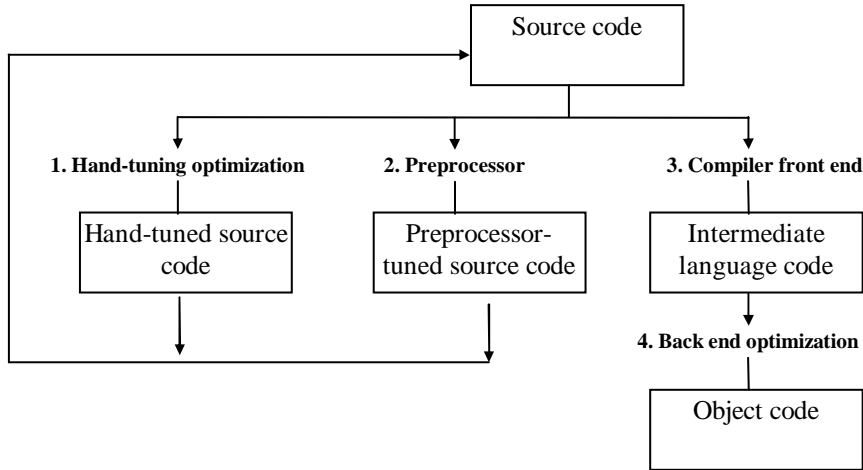 Source code
1. Hand-tuning optimization
2. Preprocessor
3. Compiler front end
Hand-tuned source
code
Preprocessor-
tuned source code
Intermediate
language code
4. Back end optimization
Object code